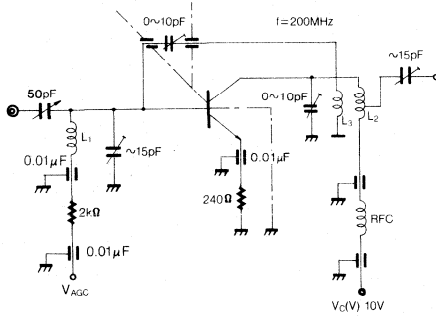 0~10pF
f=200MHz
~15pF
50pF
0~10pF
L₃
L₂
L₁
~15pF
0.01µF
0.01µF
2kΩ
240Ω
RFC
0.01µF
VAGC
Vc(V) 10V